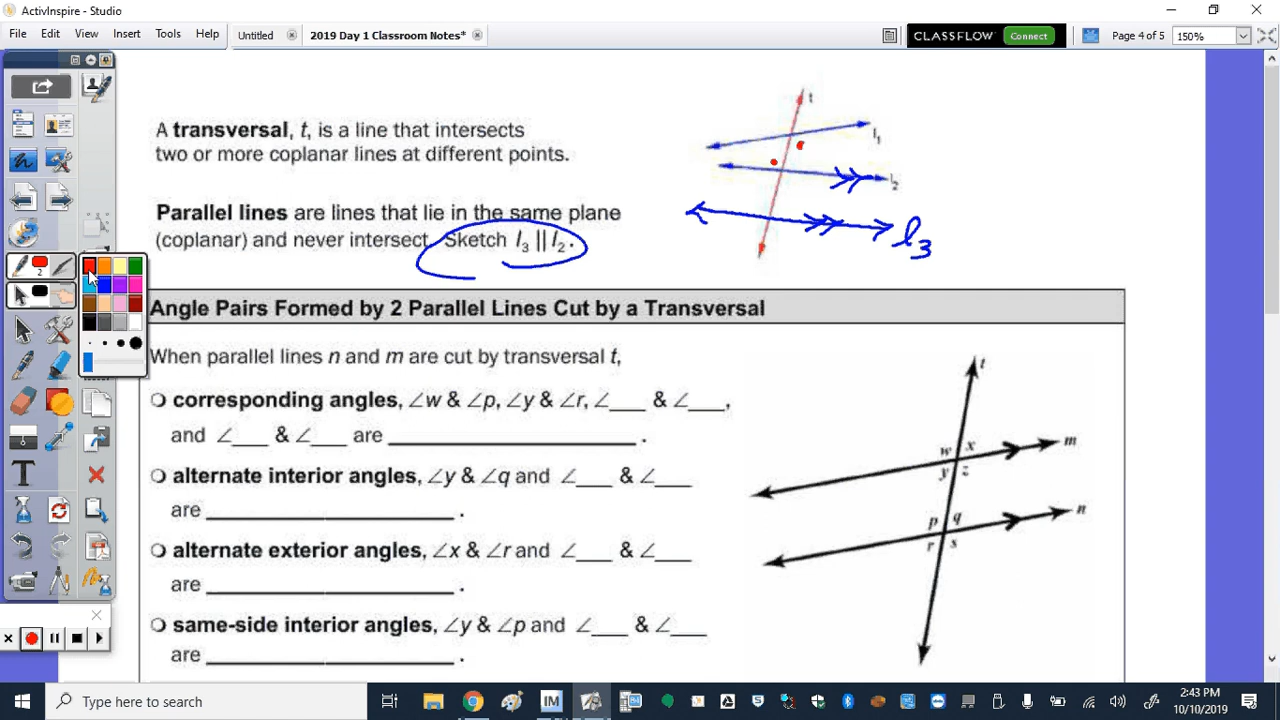 ActivInspire - Studio
File Edit View Insert Tools Help Untitled 2019 Day 1 Classroom Notes* CLASSFLOW Connect Page 4 of 5 150%
A transversal, t, is a line that intersects
two or more coplanar lines at different points.
Parallel lines are lines that lie in the same plane
(coplanar) and never intersect. Sketch l₃ || l₂.
t
l₁
l₂
l₃
2
Angle Pairs Formed by 2 Parallel Lines Cut by a Transversal
When parallel lines n and m are cut by transversal t,
corresponding angles, ∠w & ∠p, ∠y & ∠r, ∠___ & ∠___,
and ∠___ & ∠___ are ____________________ .
alternate interior angles, ∠y & ∠q and ∠___ & ∠___
are ____________________ .
alternate exterior angles, ∠x & ∠r and ∠___ & ∠___
are ____________________ .
same-side interior angles, ∠y & ∠p and ∠___ & ∠___
are ____________________ .
t
w x m
y z
p q n
r s
Type here to search
2:43 PM
10/10/2019